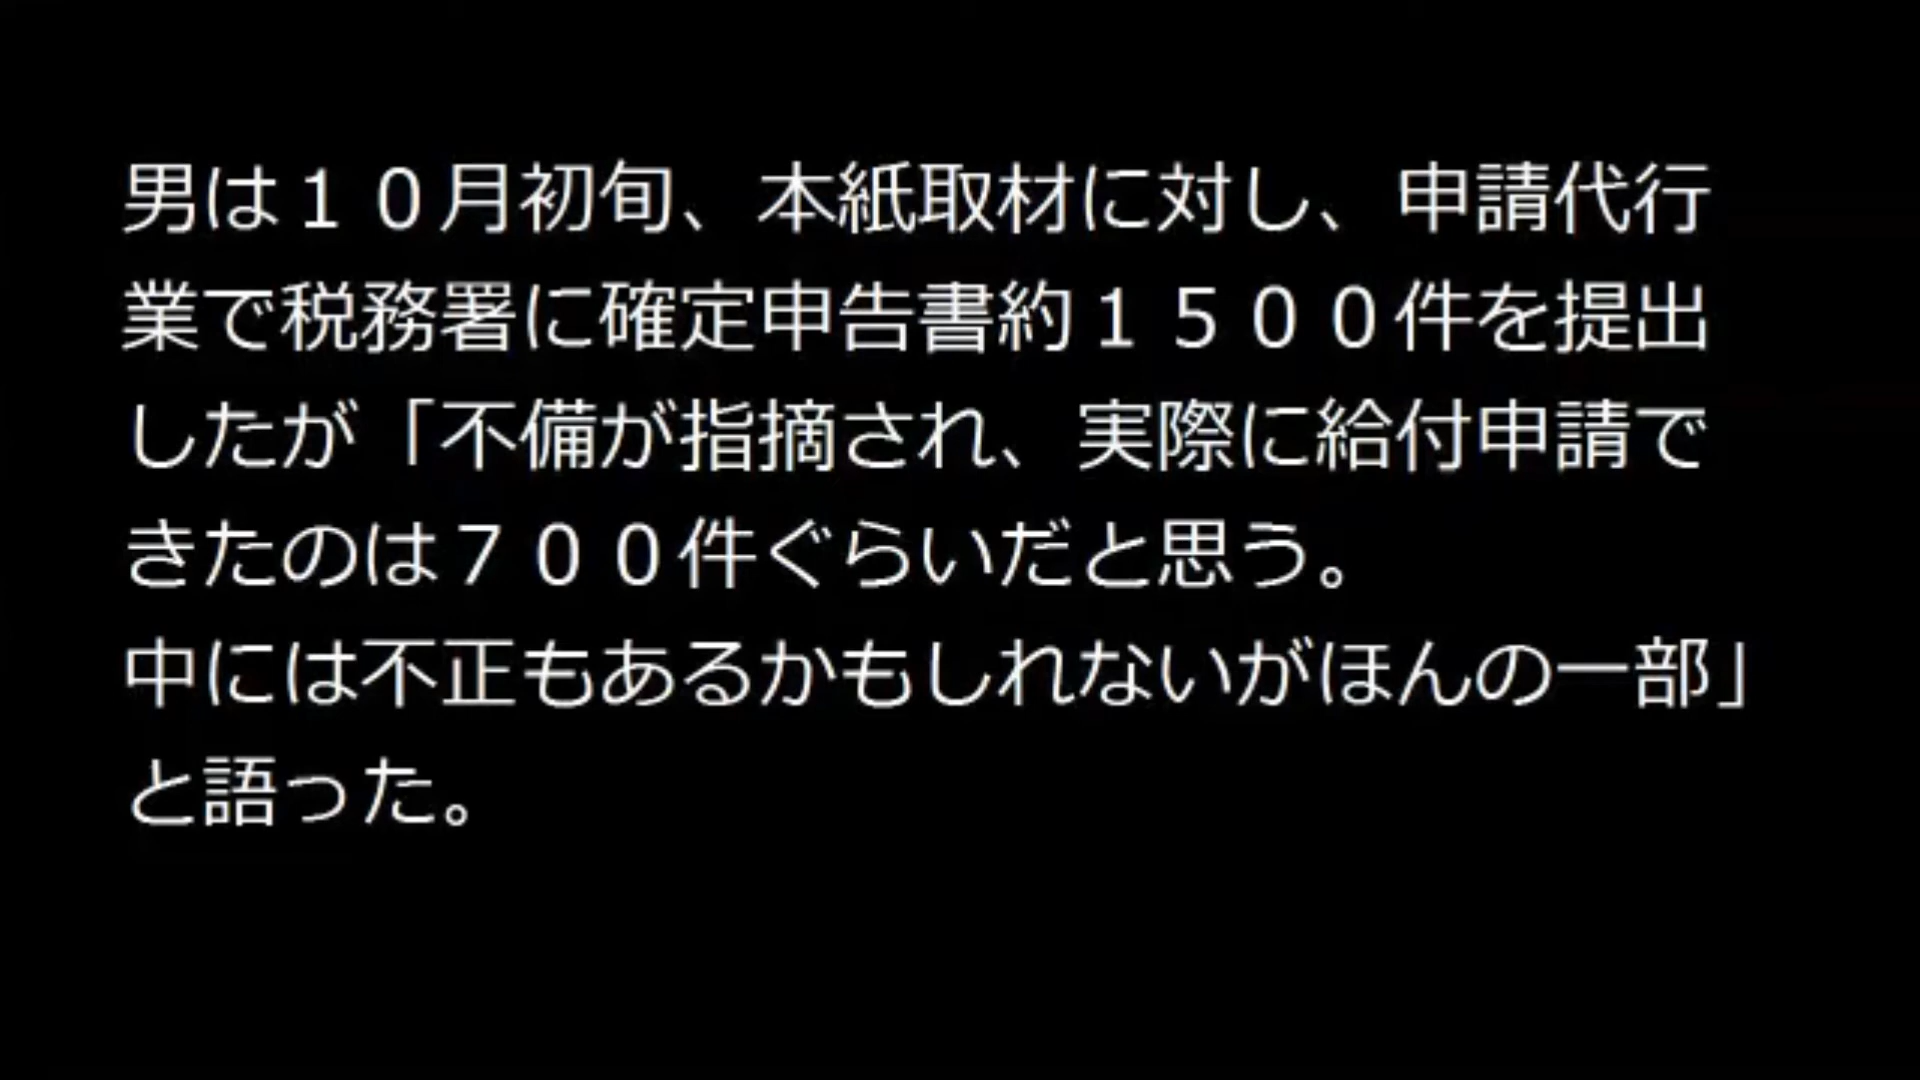 男は１０月初旬、本紙取材に対し、申請代行
業で税務署に確定申告書約１５００件を提出
したが「不備が指摘され、実際に給付申請で
きたのは７００件ぐらいだと思う。
中には不正もあるかもしれないがほんの一部」
と語った。